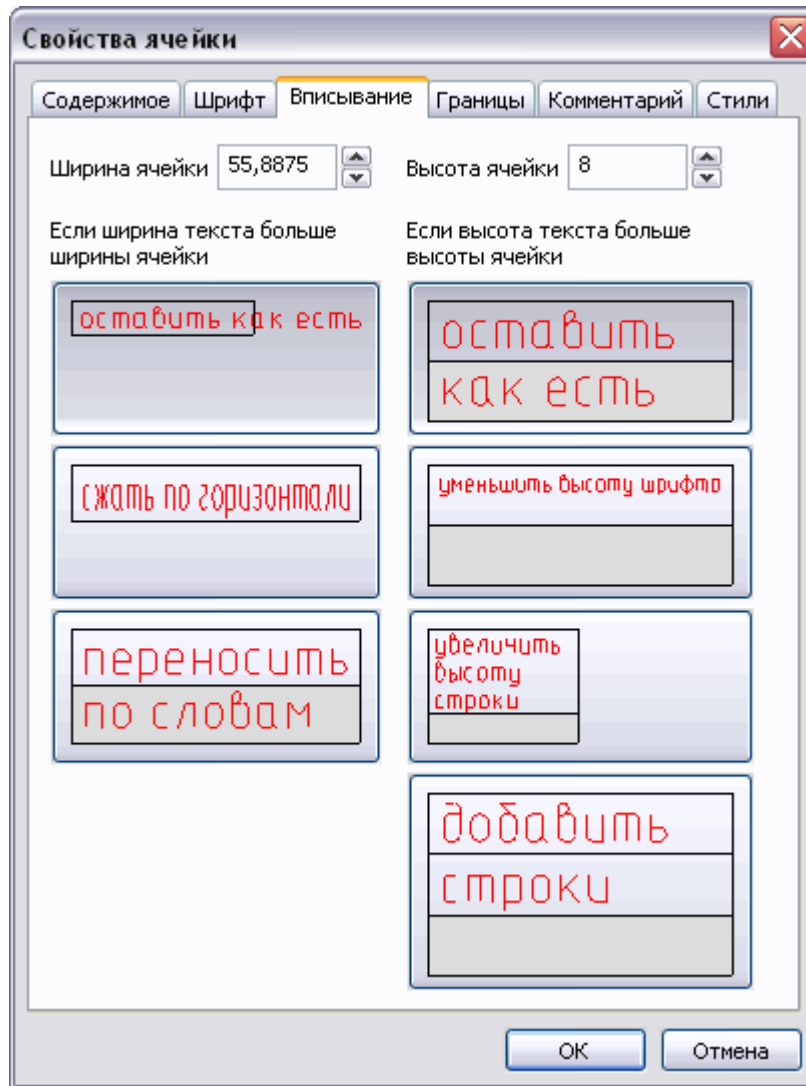 Свойства ячейки
Содержимое Шрифт Вписывание Границы Комментарий Стили
Ширина ячейки 55,8875 Высота ячейки 8
Если ширина текста больше
ширины ячейки
Если высота текста больше
высоты ячейки
оставить как есть
оставить
как есть
сжать по горизонтали
уменьшить высоту шрифта
переносить
по словам
увеличить
высоту
строки
добавить
строки
ОК Отмена